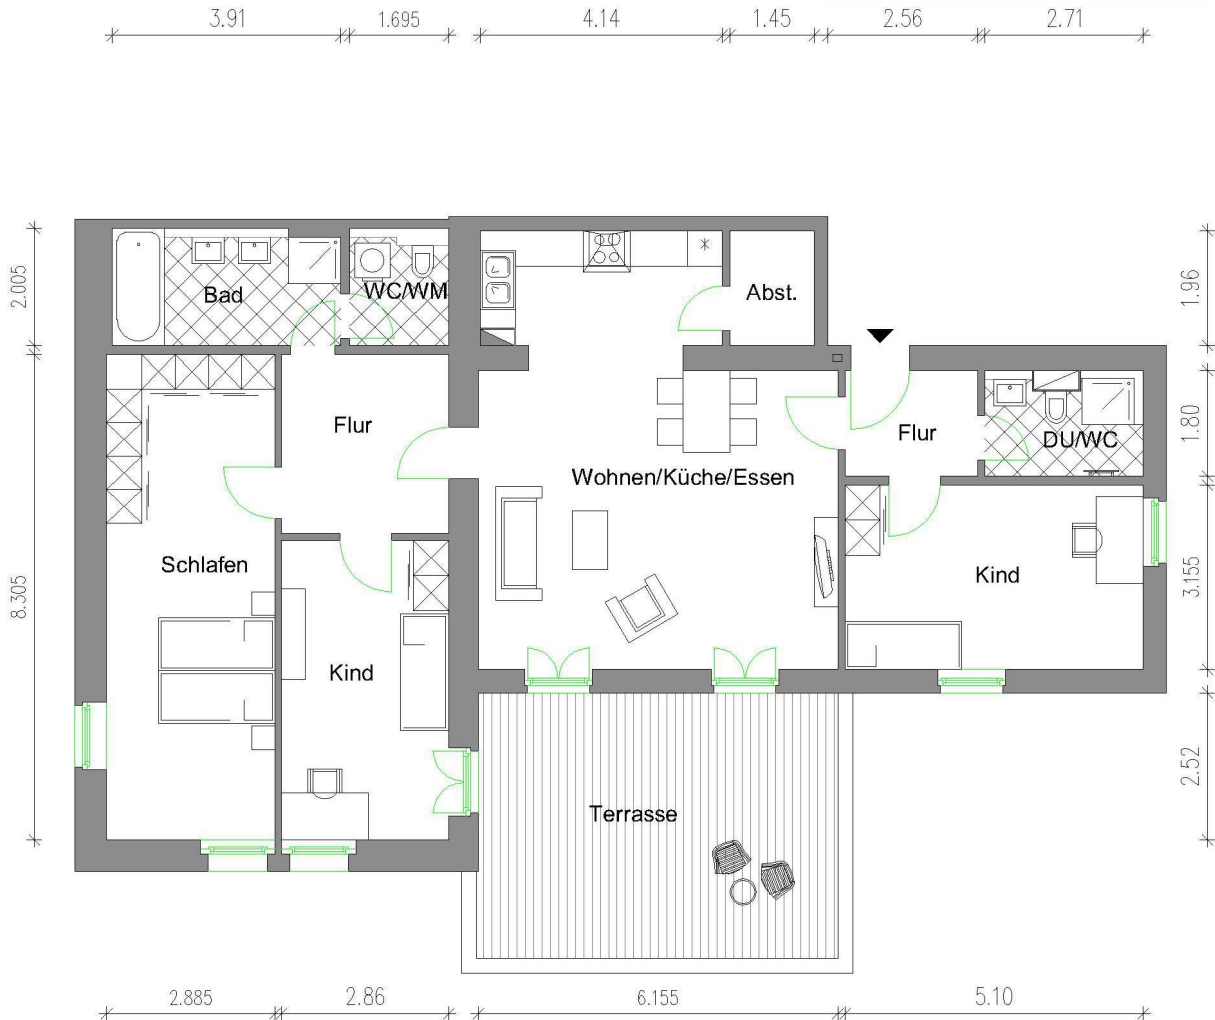 3.91
1.695
4.14
1.45
2.56
2.71
2.005
8.305
Bad
WC/WM
Abst.
Flur
Wohnen/Küche/Essen
Flur
DU/WC
Schlafen
Kind
Kind
Terrasse
1.96
1.80
3.155
2.52
2.885
2.86
6.155
5.10